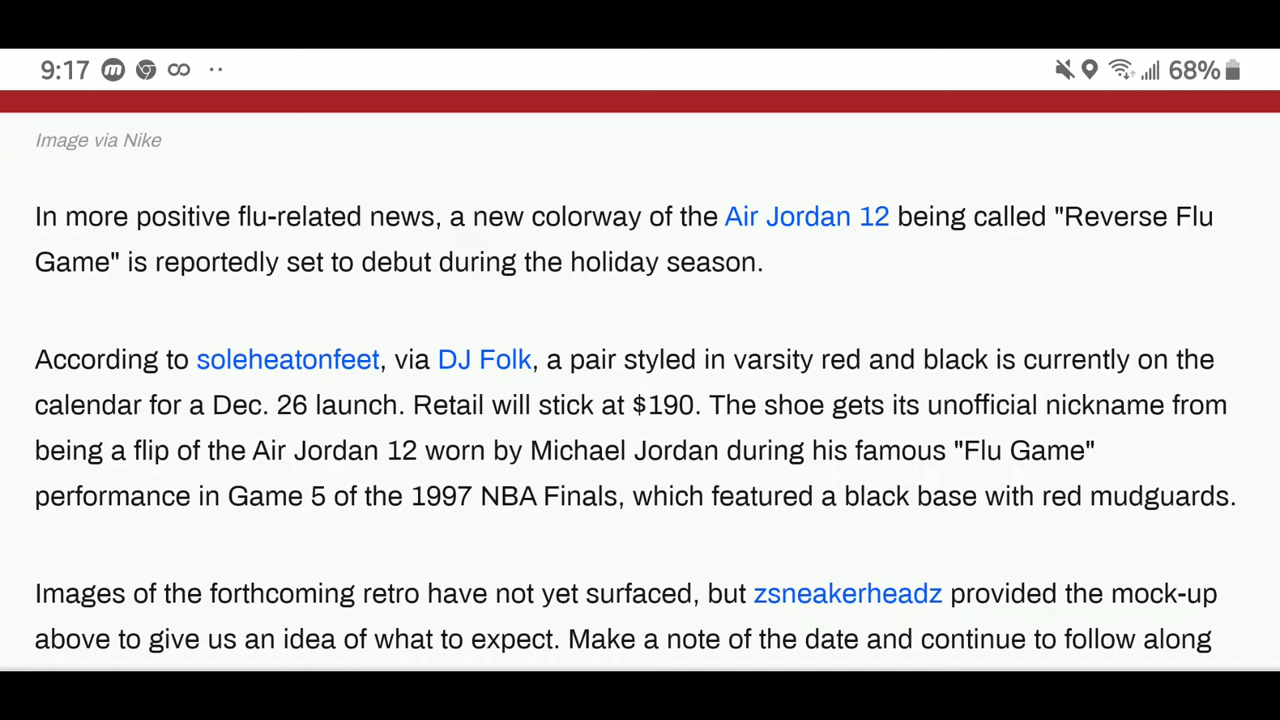 9:17 68%
Image via Nike
In more positive flu-related news, a new colorway of the Air Jordan 12 being called "Reverse Flu
Game" is reportedly set to debut during the holiday season.
According to soleheatonfeet, via DJ Folk, a pair styled in varsity red and black is currently on the
calendar for a Dec. 26 launch. Retail will stick at $190. The shoe gets its unofficial nickname from
being a flip of the Air Jordan 12 worn by Michael Jordan during his famous "Flu Game"
performance in Game 5 of the 1997 NBA Finals, which featured a black base with red mudguards.
Images of the forthcoming retro have not yet surfaced, but zsneakerheadz provided the mock-up
above to give us an idea of what to expect. Make a note of the date and continue to follow along